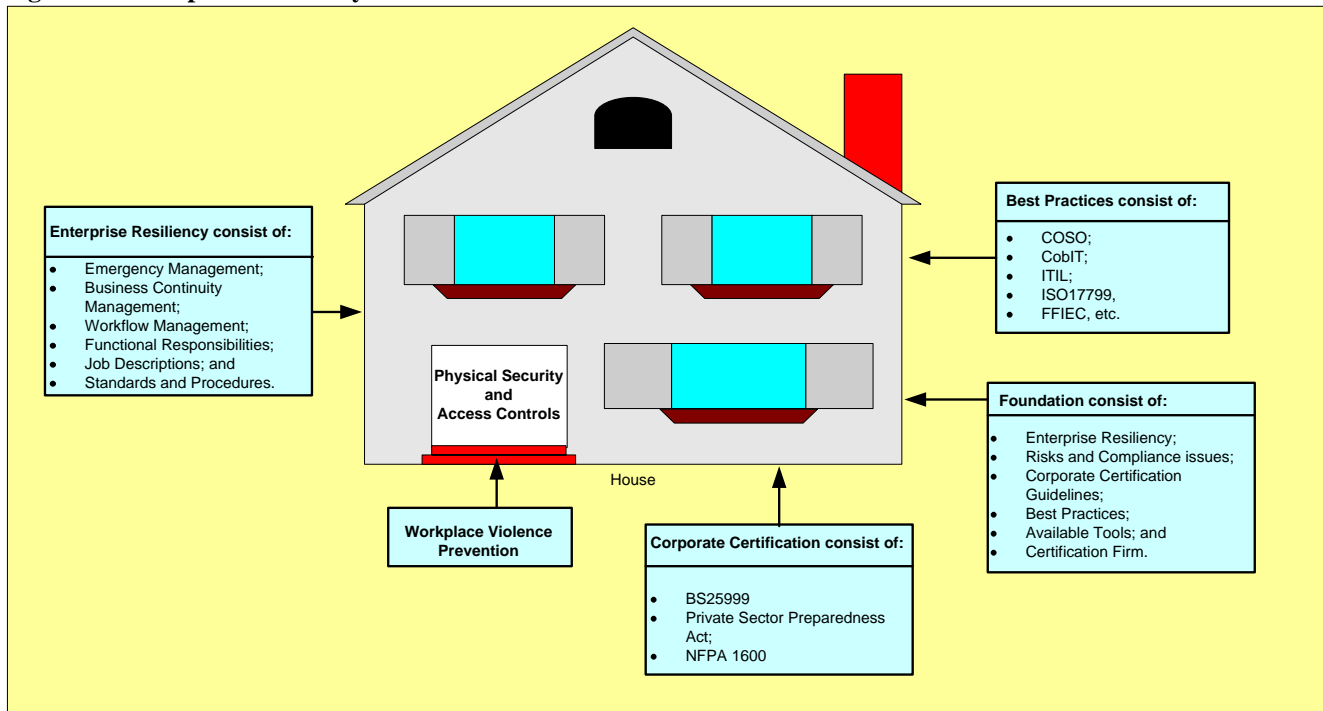 Enterprise Resiliency consist of:
• Emergency Management;
• Business Continuity
Management;
• Workflow Management;
• Functional Responsibilities;
• Job Descriptions; and
• Standards and Procedures.
Physical Security
and
Access Controls
House
Workplace Violence
Prevention
Corporate Certification consist of:
• BS25999
• Private Sector Preparedness
Act;
• NFPA 1600
Best Practices consist of:
• COSO;
• CobIT;
• ITIL;
• ISO17799,
• FFIEC, etc.
Foundation consist of:
• Enterprise Resiliency;
• Risks and Compliance issues;
• Corporate Certification
Guidelines;
• Best Practices;
• Available Tools; and
• Certification Firm.